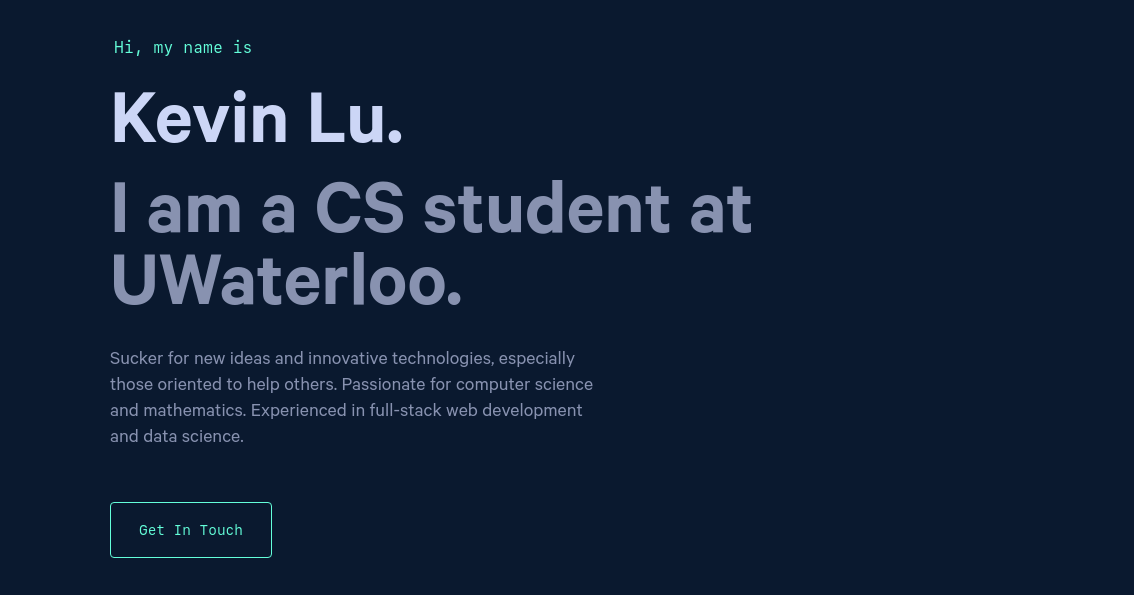 Hi, my name is
Kevin Lu.
I am a CS student at
UWaterloo.
Sucker for new ideas and innovative technologies, especially
those oriented to help others. Passionate for computer science
and mathematics. Experienced in full-stack web development
and data science.
Get In Touch